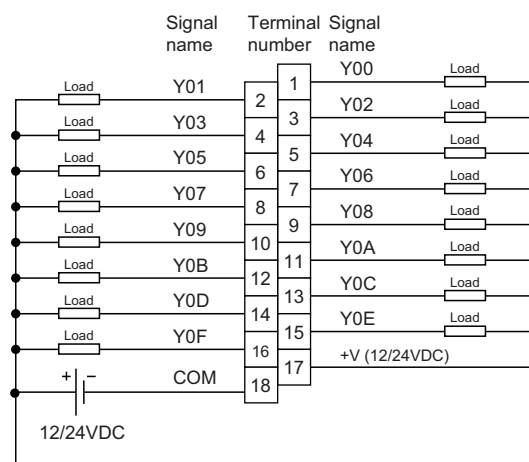 Signal name Terminal number Signal name
1 Y00 Load
Load Y01 2
3 Y02 Load
Load Y03 4
5 Y04 Load
Load Y05 6
7 Y06 Load
Load Y07 8
9 Y08 Load
Load Y09 10
11 Y0A Load
Load Y0B 12
13 Y0C Load
Load Y0D 14
15 Y0E Load
Load Y0F 16
17 +V (12/24VDC)
+ − COM 18
12/24VDC